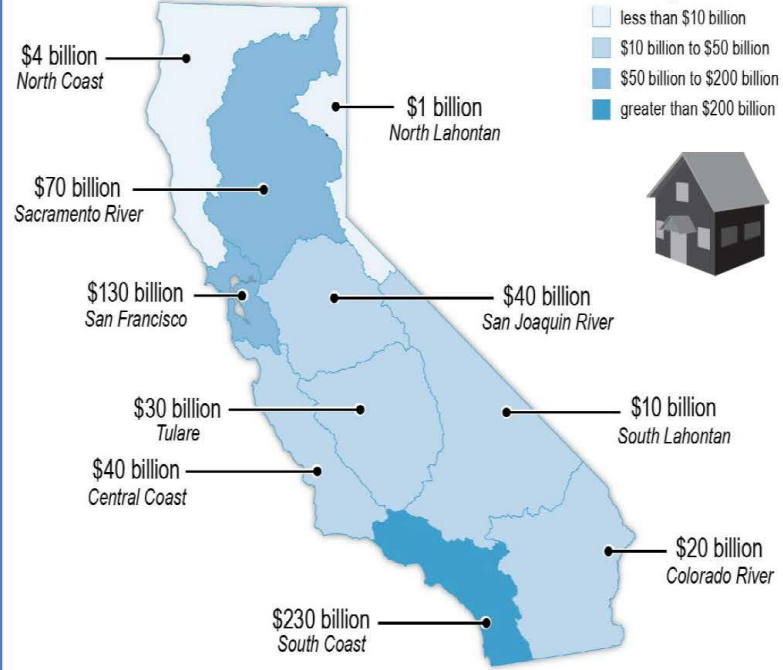 less than $10 billion
$10 billion to $50 billion
$50 billion to $200 billion
greater than $200 billion
$4 billion
North Coast
$1 billion
North Lahontan
$70 billion
Sacramento River
$130 billion
San Francisco
$40 billion
San Joaquin River
$30 billion
Tulare
$10 billion
South Lahontan
$40 billion
Central Coast
$20 billion
Colorado River
$230 billion
South Coast